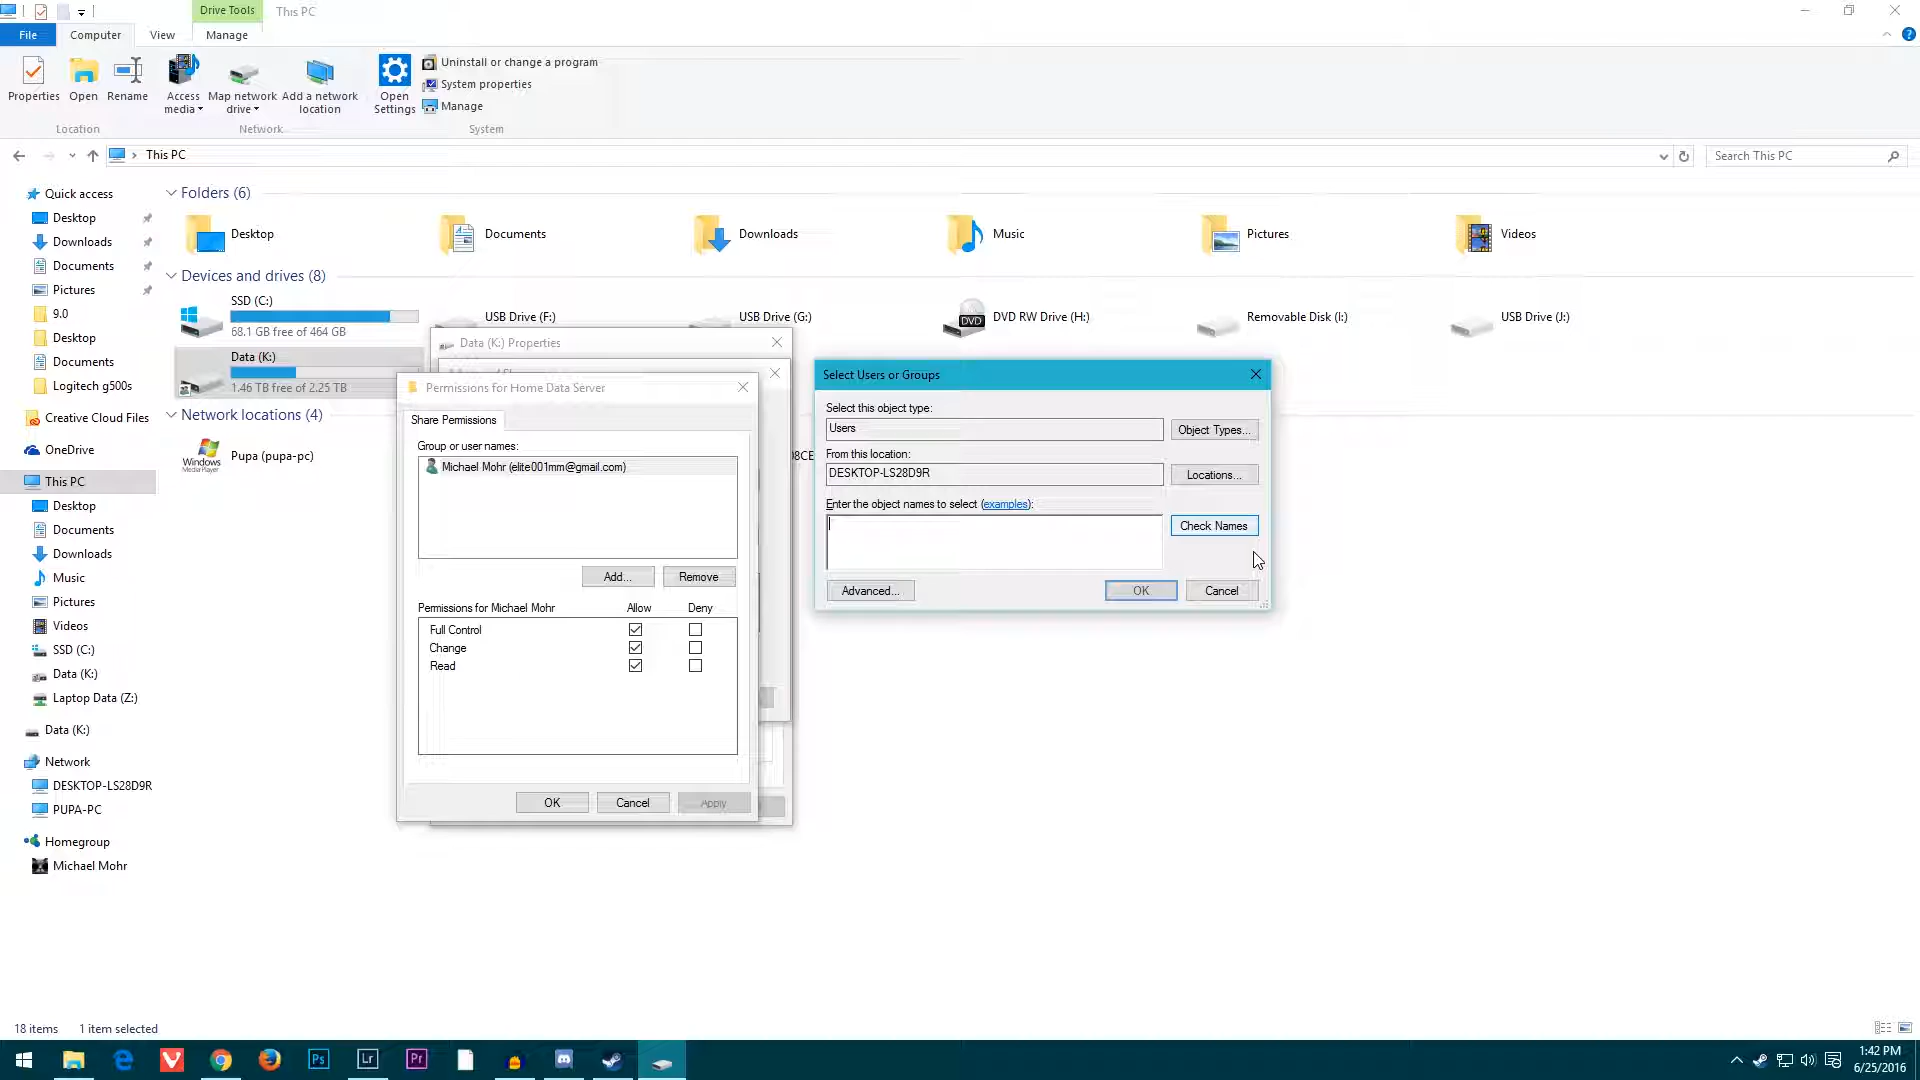 Drive Tools
This PC
File
Computer
View
Manage
Properties
Open
Rename
Access media
Map network drive
Add a network location
Open Settings
Uninstall or change a program
System properties
Manage
Location
Network
System
This PC
Search This PC
Quick access
Desktop
Downloads
Documents
Pictures
9.0
Desktop
Documents
Logitech g500s
Creative Cloud Files
OneDrive
This PC
Desktop
Documents
Downloads
Music
Pictures
Videos
SSD (C:)
Data (K:)
Laptop Data (Z:)
Data (K:)
Network
DESKTOP-LS28D9R
PUPA-PC
Homegroup
Michael Mohr
Folders (6)
Desktop
Documents
Downloads
Music
Pictures
Videos
Devices and drives (8)
SSD (C:)
68.1 GB free of 464 GB
USB Drive (F:)
USB Drive (G:)
DVD
DVD RW Drive (H:)
Removable Disk (I:)
USB Drive (J:)
Data (K:)
1.46 TB free of 2.25 TB
Network locations (4)
Windows
Media Player
Pupa (pupa-pc)
Data (K:) Properties
Permissions for Home Data Server
Share Permissions
Group or user names:
Michael Mohr (elite001mm@gmail.com)
Add...
Remove
Permissions for Michael Mohr
Allow
Deny
Full Control
Change
Read
OK
Cancel
Apply
Select Users or Groups
Select this object type:
Users
Object Types...
From this location:
DESKTOP-LS28D9R
Locations...
Enter the object names to select (examples):
Check Names
Advanced...
OK
Cancel
18 items
1 item selected
Ps
Lr
Pr
1:42 PM
6/25/2016